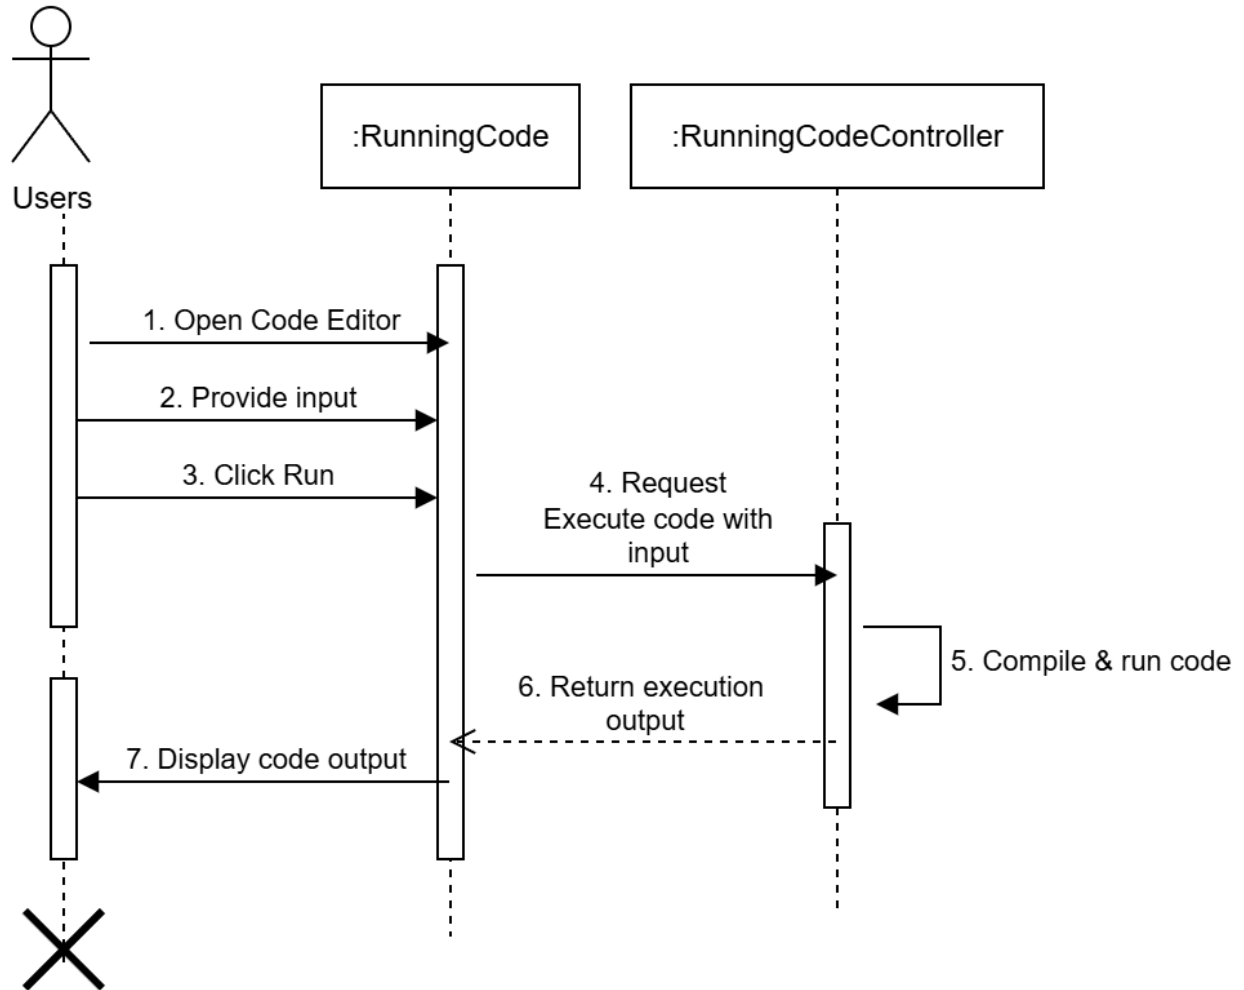 :RunningCode
:RunningCodeController
Users
1. Open Code Editor
2. Provide input
3. Click Run
4. Request
Execute code with
input
5. Compile & run code
6. Return execution
output
7. Display code output